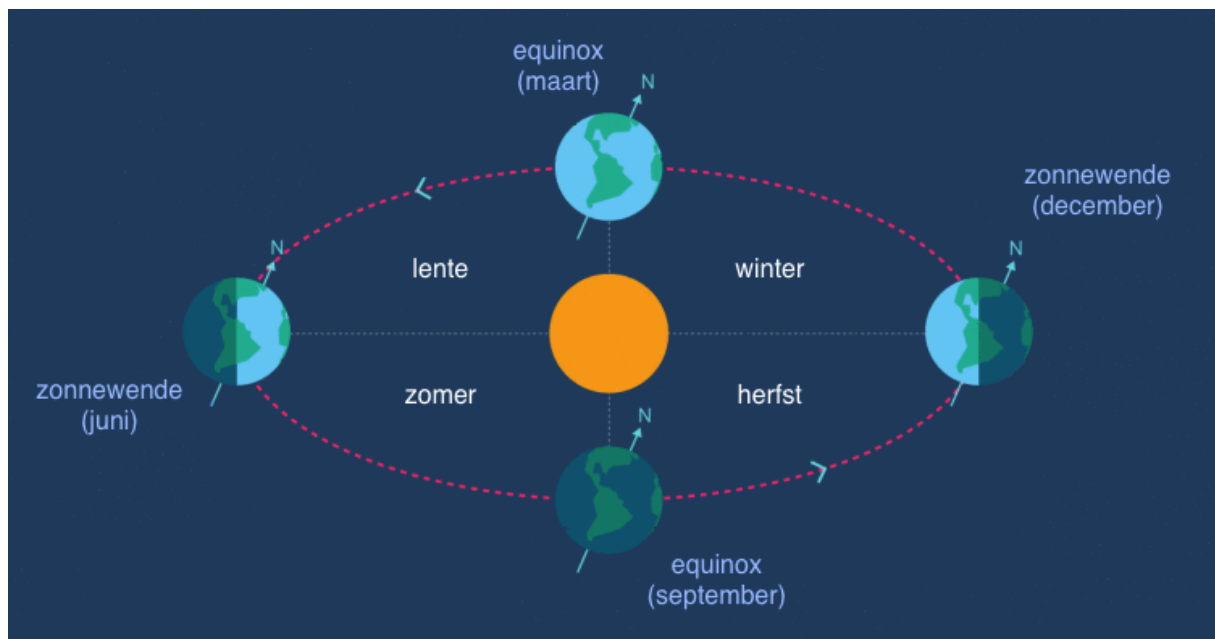 equinox
(maart)
N
zonnewende
(december)
N
N
lente
winter
zonnewende
(juni)
zomer
herfst
N
equinox
(september)